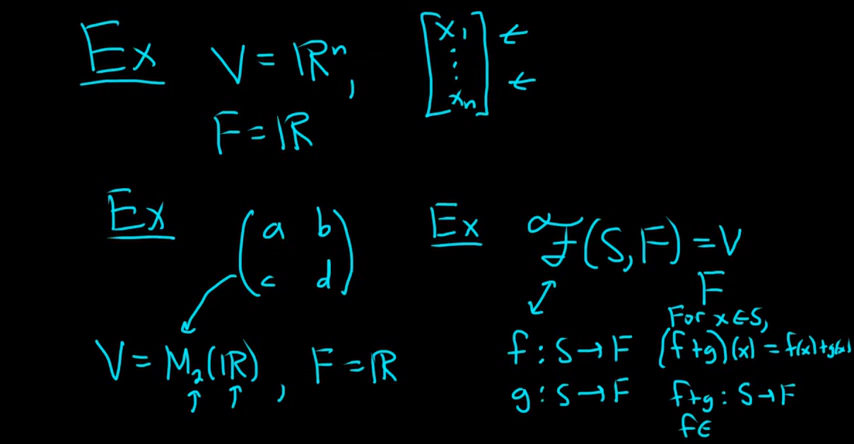 Ex V = ℝⁿ, [x₁ ⋮ xₙ] ← ←
F = ℝ
Ex (a b c d)
V = M₂(ℝ), F = ℝ
Ex ℱ(S, F) = V
F
For x ∈ S,
f : S → F (f+g)(x) = f(x)+g(x)
g : S → F f+g : S → F
f ∈